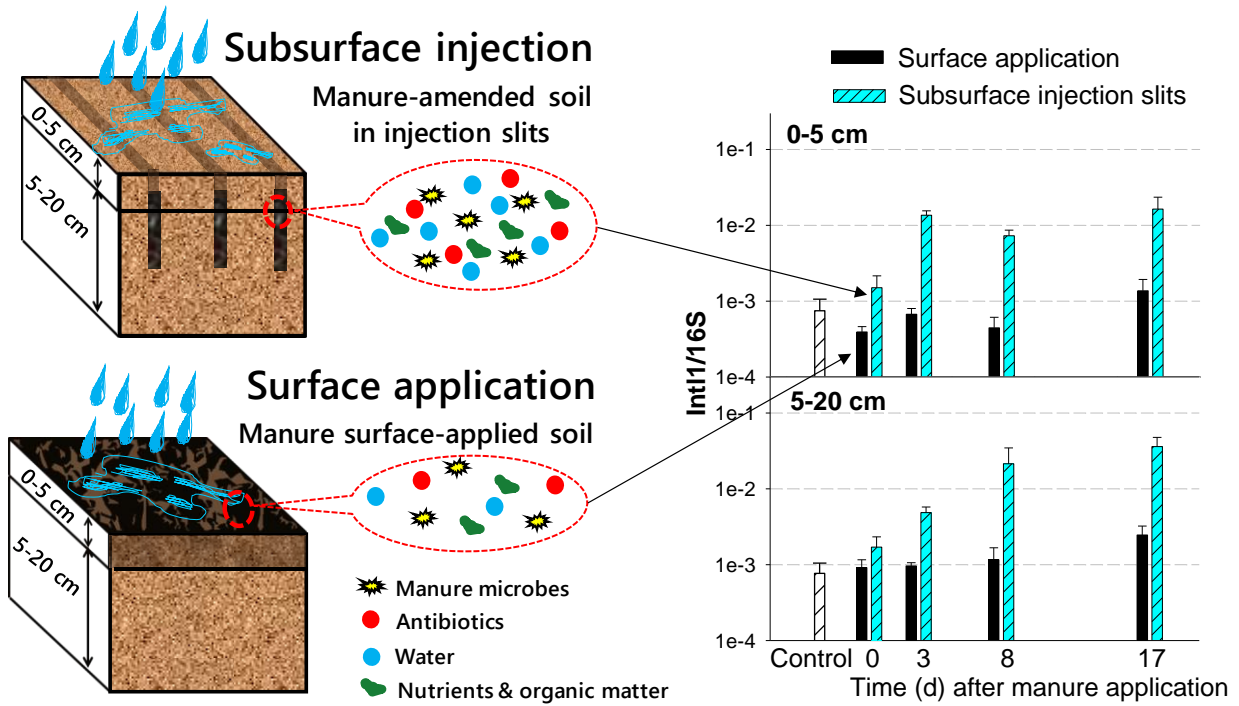 Subsurface injection
Manure-amended soil
in injection slits
0-5 cm
5-20 cm
Surface application
Manure surface-applied soil
0-5 cm
5-20 cm
Manure microbes
Antibiotics
Water
Nutrients & organic matter
Surface application
Subsurface injection slits
IntI1/16S
0-5 cm
1e-1
1e-2
1e-3
1e-4
5-20 cm
1e-1
1e-2
1e-3
1e-4
Control 0 3 8 17
Time (d) after manure application